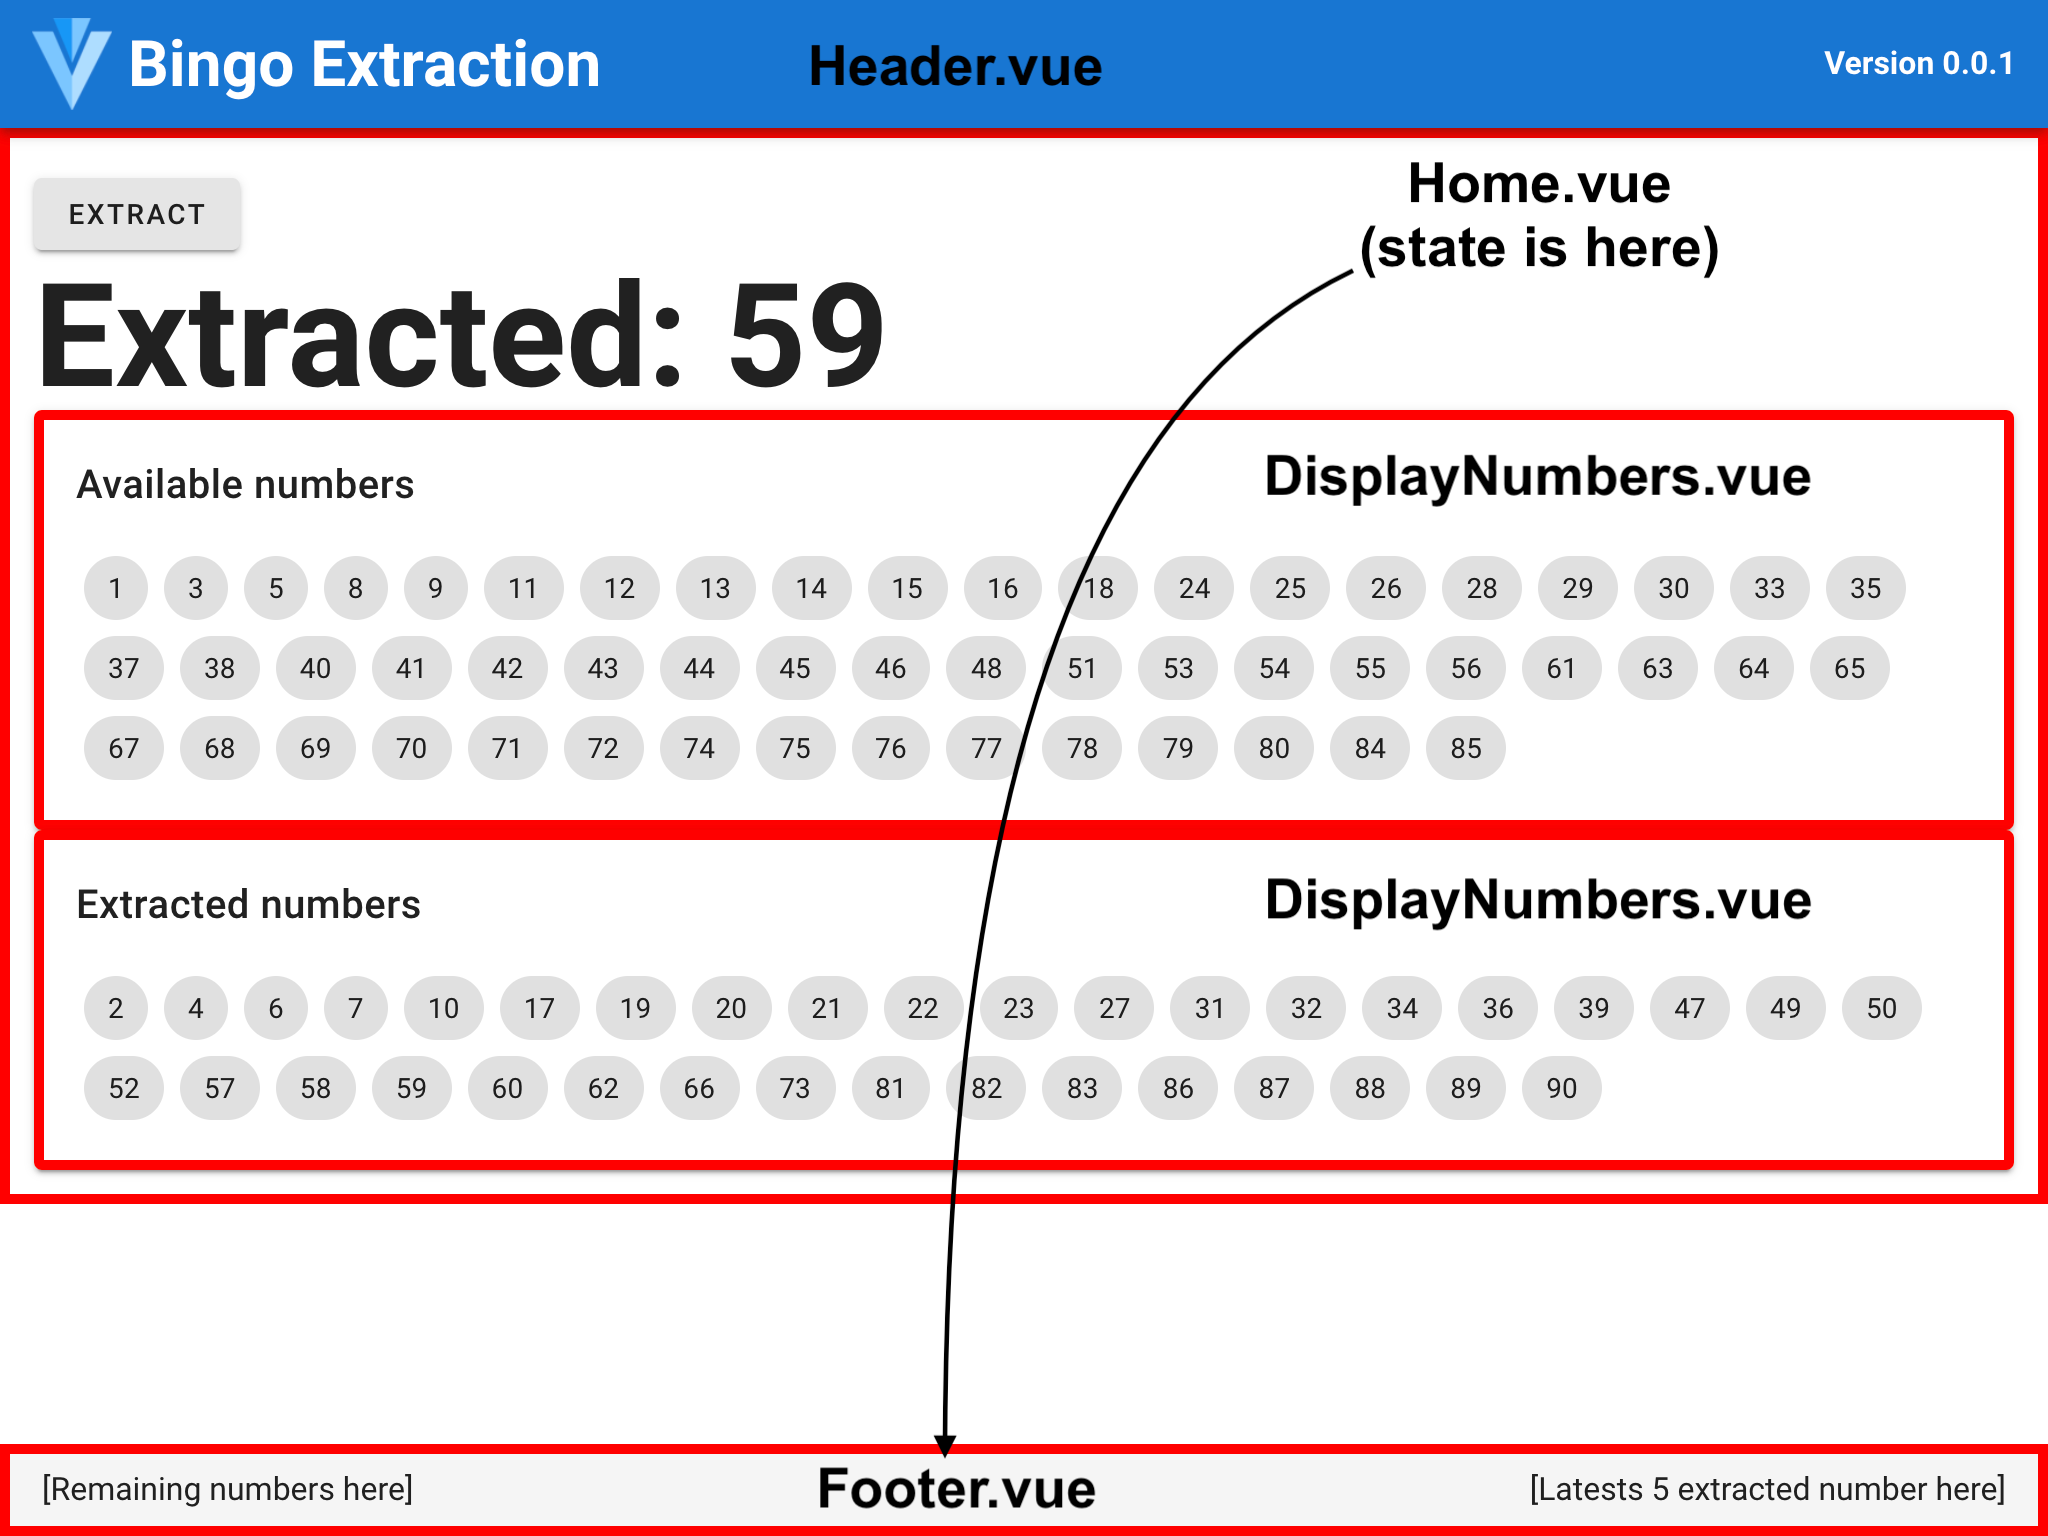 Bingo Extraction Header.vue Version 0.0.1
EXTRACT
Home.vue
(state is here)
Extracted: 59
Available numbers DisplayNumbers.vue
1 3 5 8 9 11 12 13 14 15 16 18 24 25 26 28 29 30 33 35
37 38 40 41 42 43 44 45 46 48 51 53 54 55 56 61 63 64 65
67 68 69 70 71 72 74 75 76 77 78 79 80 84 85
Extracted numbers DisplayNumbers.vue
2 4 6 7 10 17 19 20 21 22 23 27 31 32 34 36 39 47 49 50
52 57 58 59 60 62 66 73 81 82 83 86 87 88 89 90
[Remaining numbers here] Footer.vue [Latests 5 extracted number here]